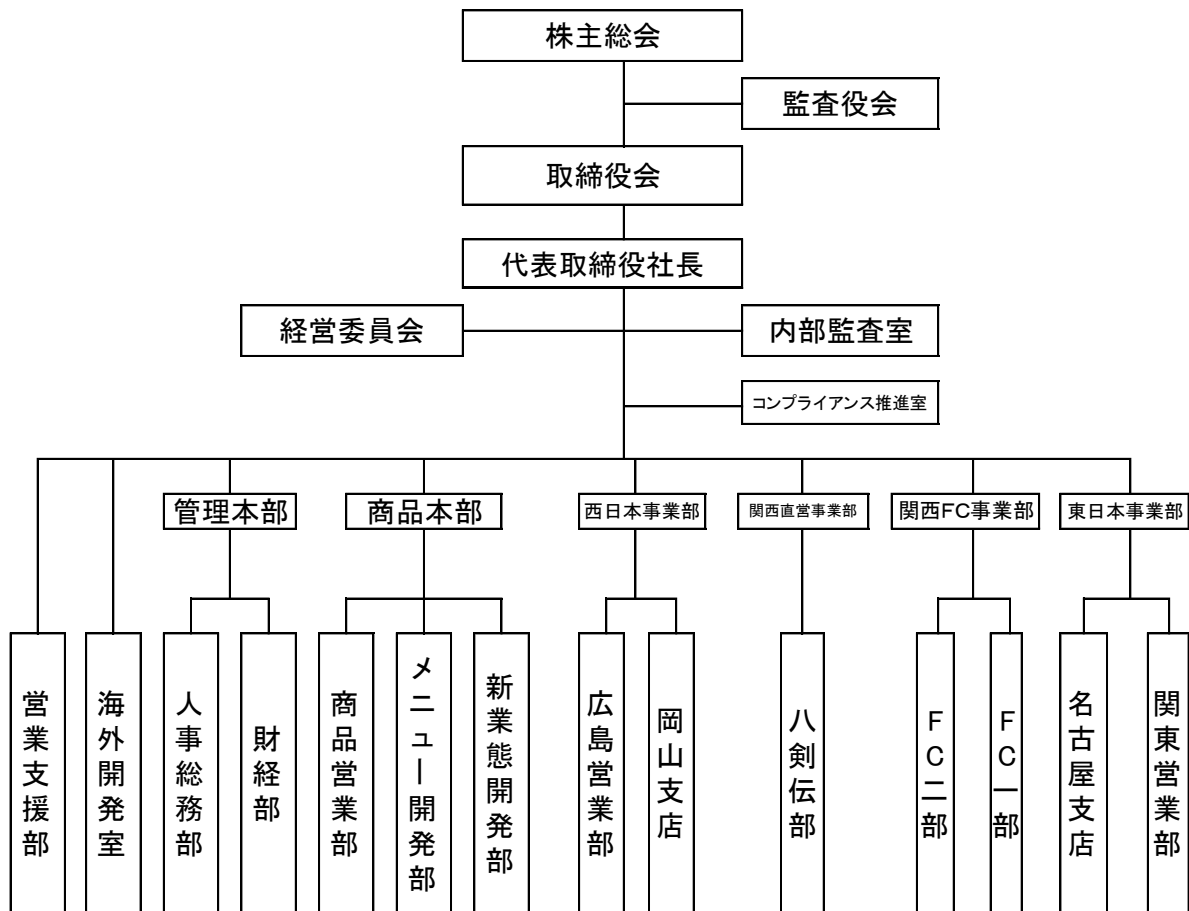 株主総会
監査役会
取締役会
代表取締役社長
経営委員会
内部監査室
コンプライアンス推進室
管理本部
商品本部
西日本事業部
関西直営事業部
関西FC事業部
東日本事業部
営業支援部
海外開発室
人事総務部
財経部
商品営業部
メニュー開発部
新業態開発部
広島営業部
岡山支店
八剣伝部
FC二部
FC一部
名古屋支店
関東営業部